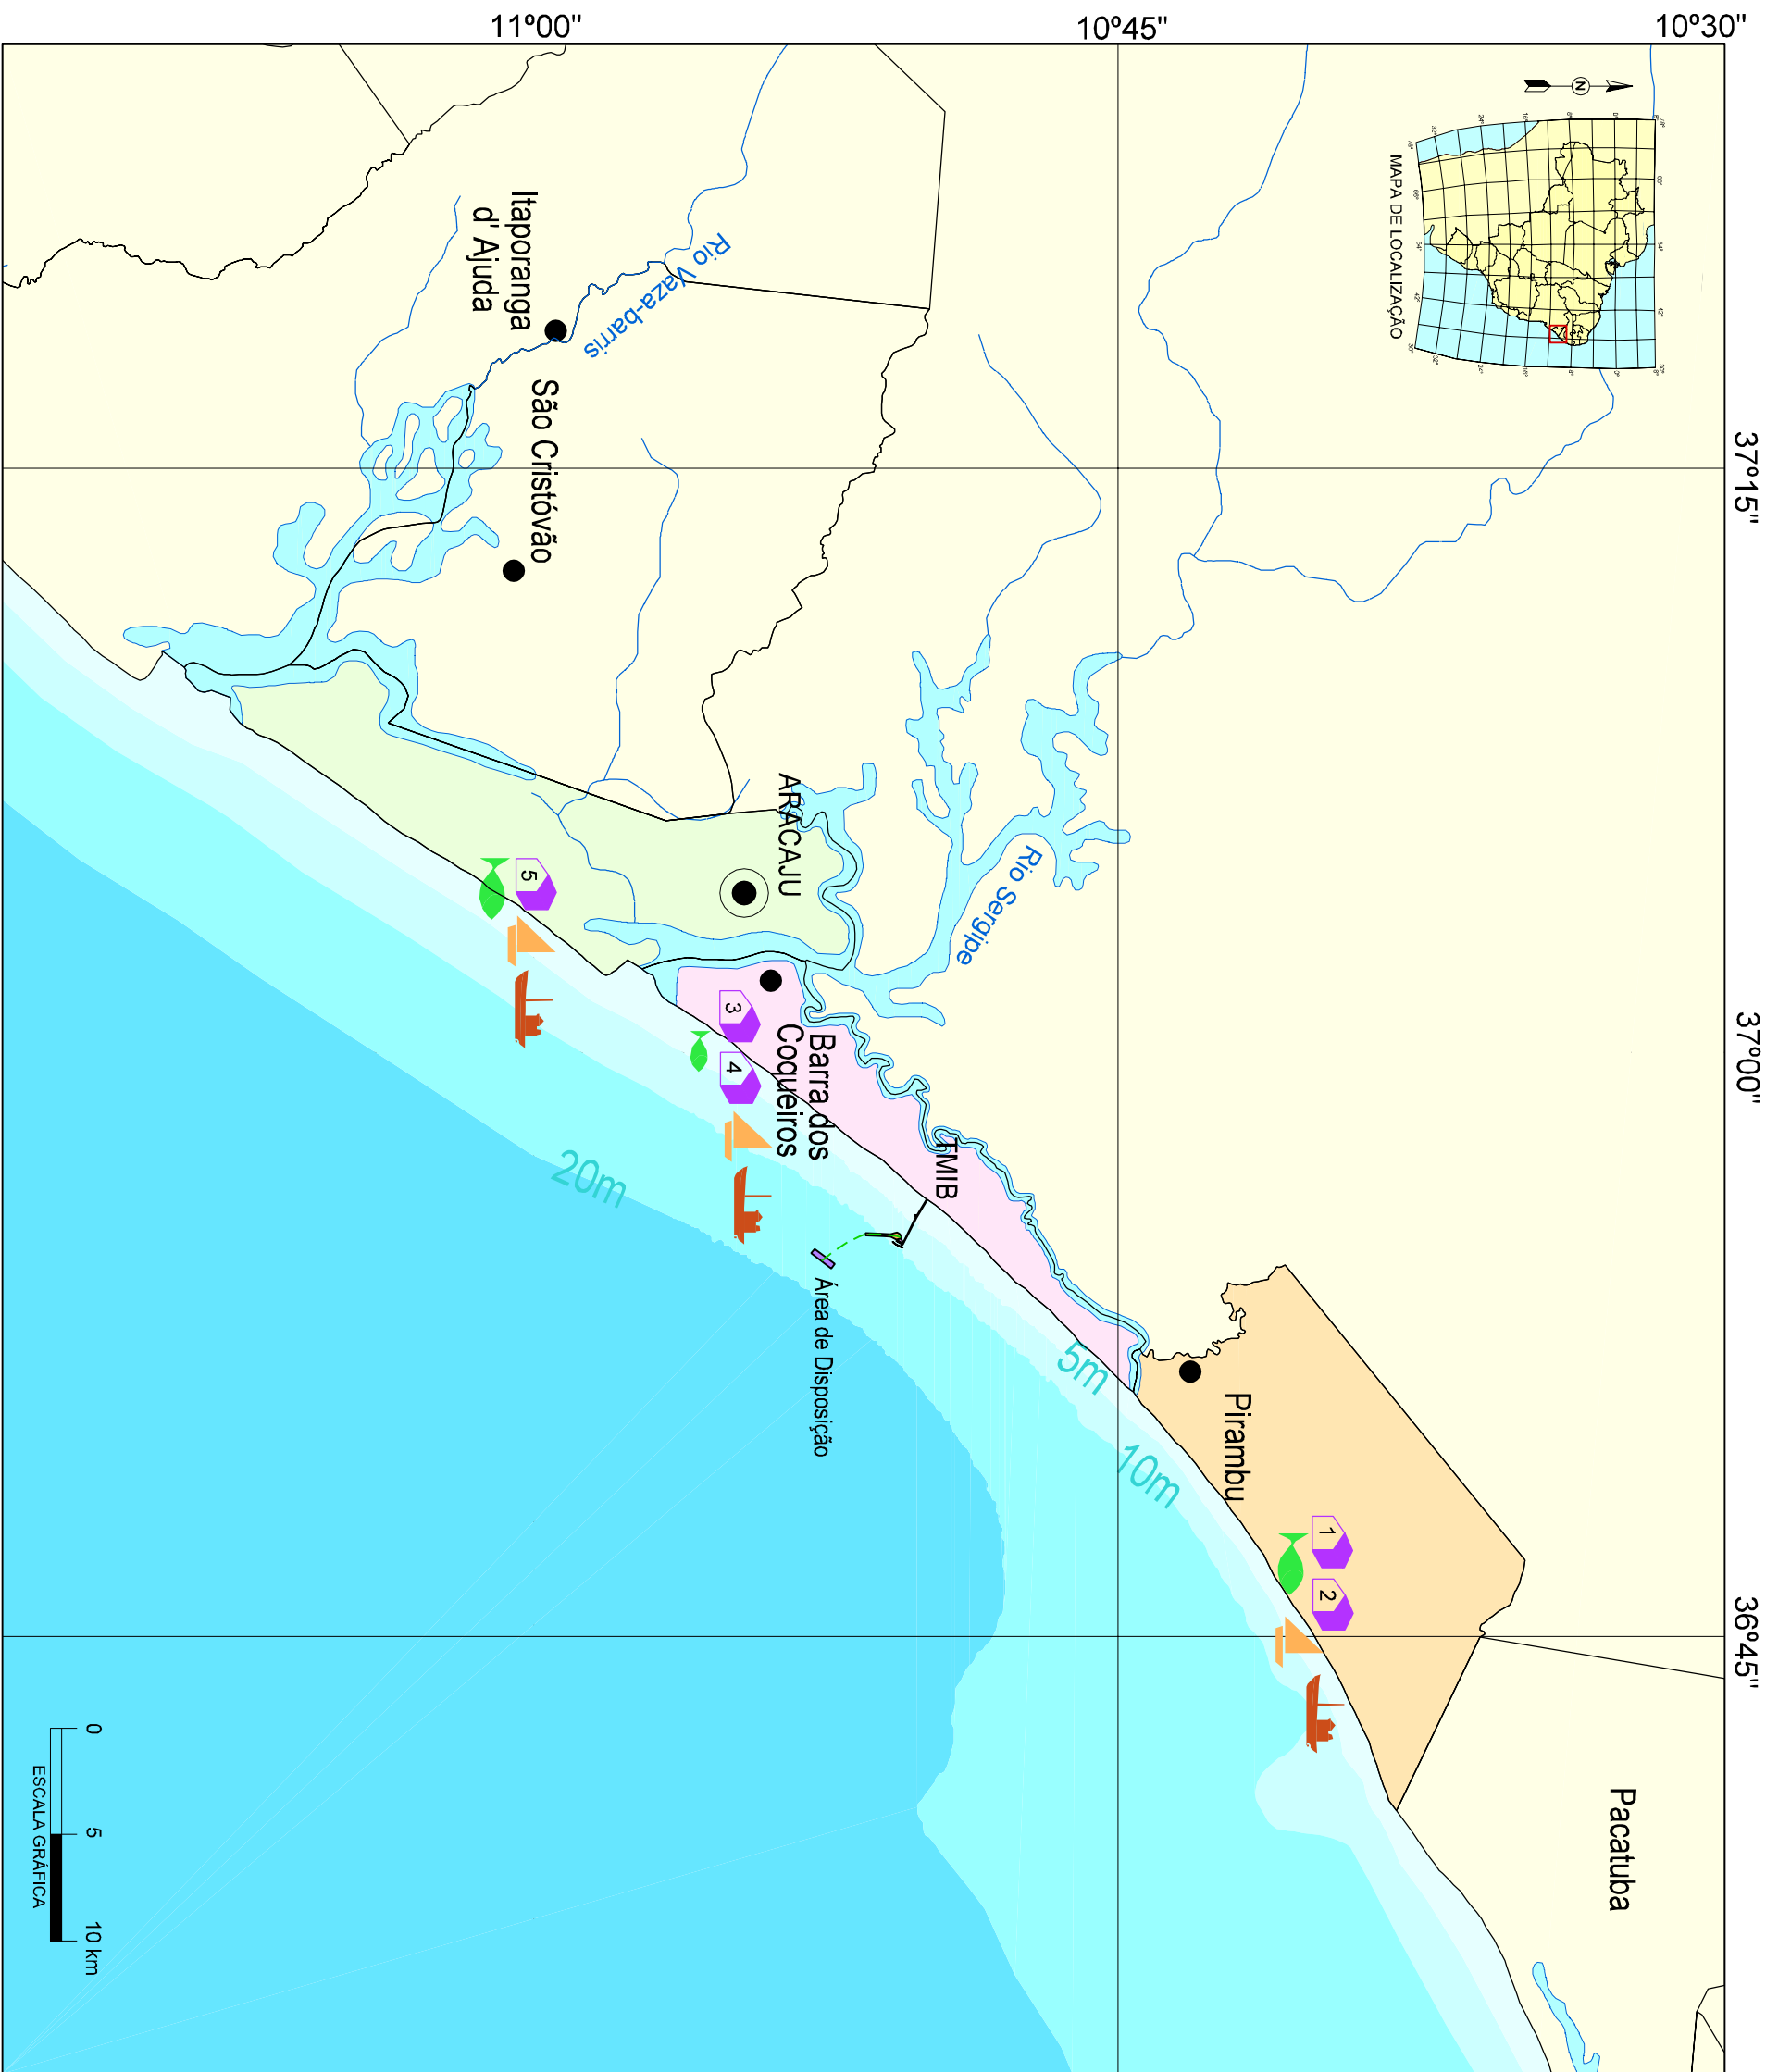 11º00"
10º45"
10º30"
37º15"
37º00"
36º45"
N
MAPA DE LOCALIZAÇÃO
Itaporanga
d' Ajuda
São Cristóvão
Rio Vaza-barris
ARACAJU
Rio Sergipe
Barra dos
Coqueiros
TMIB
Área de Disposição
Pirambu
Pacatuba
1
2
3
4
5
5m
10m
20m
0
5
10 km
ESCALA GRÁFICA